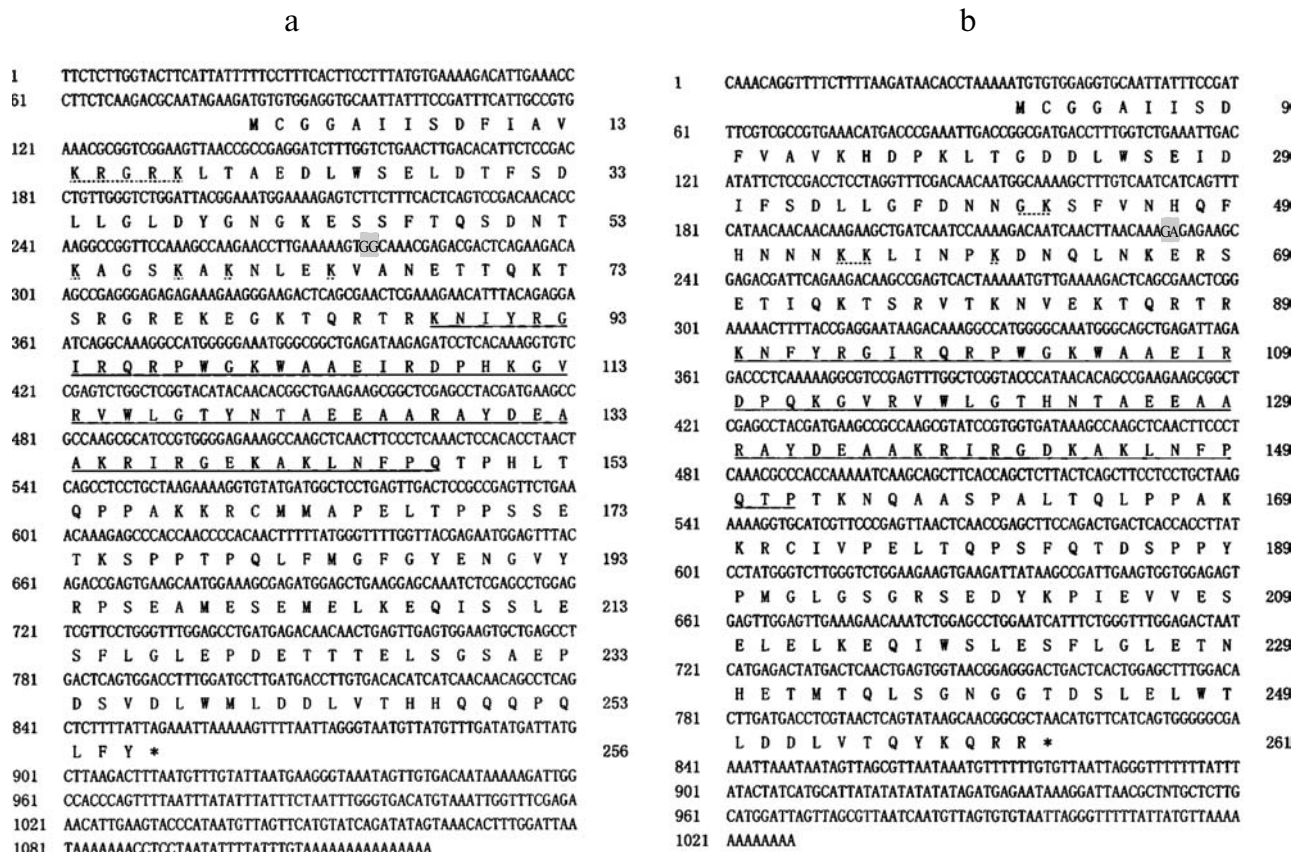 a
1 TTCTCTTGGTACTTCATTATTTTTCCTTTCACTTCCTTTATGTGAAAAGACATTGAAACC
61 CTTCTCAAGACGCAATAGAAGATGTGTGGAGGTGCAATTATTTCCGATTTCATTGCCGTG
M C G G A I I S D F I A V 13
121 AAACGCGGTCGGAAGTTAACCGCCGAGGATCTTTGGTCTGAACTTGACACATTCTCCGAC
K R G R K L T A E D L W S E L D T F S D 33
181 CTGTTGGGTCTGGATTACGGAAATGGAAAAGAGTCTTCTTTCACTCAGTCCGACAACACC
L L G L D Y G N G K E S S F T Q S D N T 53
241 AAGGCCGGTTCCAAAGCCAAGAACCTTGAAAAAGTGGCAAACGAGACGACTCAGAAGACA
K A G S K A K N L E K V A N E T T Q K T 73
301 AGCCGAGGGAGAGAGAAAGAAGGGAAGACTCAGCGAACTCGAAAGAACATTTACAGAGGA
S R G R E K E G K T Q R T R K N I Y R G 93
361 ATCAGGCAAAGGCCATGGGGGAAATGGGCGGCTGAGATAAGAGATCCTCACAAAGGTGTC
I R Q R P W G K W A A E I R D P H K G V 113
421 CGAGTCTGGCTCGGTACATACAACACGGCTGAAGAAGCGGCTCGAGCCTACGATGAAGCC
R V W L G T Y N T A E E A A R A Y D E A 133
481 GCCAAGCGCATCCGTGGGGAGAAAGCCAAGCTCAACTTCCCTCAAACTCCACACCTAACT
A K R I R G E K A K L N F P Q T P H L T 153
541 CAGCCTCCTGCTAAGAAAAGGTGTATGATGGCTCCTGAGTTGACTCCGCCGAGTTCTGAA
Q P P A K K R C M M A P E L T P P S S E 173
601 ACAAAGAGCCCACCAACCCCACAACTTTTTATGGGTTTTGGTTACGAGAATGGAGTTTAC
T K S P P T P Q L F M G F G Y E N G V Y 193
661 AGACCGAGTGAAGCAATGGAAAGCGAGATGGAGCTGAAGGAGCAAATCTCGAGCCTGGAG
R P S E A M E S E M E L K E Q I S S L E 213
721 TCGTTCCTGGGTTTGGAGCCTGATGAGACAACAACTGAGTTGAGTGGAAGTGCTGAGCCT
S F L G L E P D E T T T E L S G S A E P 233
781 GACTCAGTGGACCTTTGGATGCTTGATGACCTTGTGACACATCATCAACAACAGCCTCAG
D S V D L W M L D D L V T H H Q Q Q P Q 253
841 CTCTTTTATTAGAAATTAAAAAGTTTTAATTAGGGTAATGTTATGTTTGATATGATTATG
L F Y * 256
901 CTTAAGACTTTAATGTTTGTATTAATGAAGGGTAAATAGTTGTGACAATAAAAAGATTGG
961 CCACCCAGTTTTAATTTATATTTATTTCTAATTTGGGTGACATGTAAATTGGTTTCGAGA
1021 AACATTGAAGTACCCATAATGTTAGTTCATGTATCAGATATAGTAAACACTTTGGATTAA
1081 TAAAAAAACCTCCTAATATTTTATTTGTAAAAAAAAAAAAAAA
b
1 CAAACAGGTTTTCTTTTAAGATAACACCTAAAAATGTGTGGAGGTGCAATTATTTCCGAT
M C G G A I I S D 9
61 TTCGTCGCCGTGAAACATGACCCGAAATTGACCGGCGATGACCTTTGGTCTGAAATTGAC
F V A V K H D P K L T G D D L W S E I D 29
121 ATATTCTCCGACCTCCTAGGTTTCGACAACAATGGCAAAAGCTTTGTCAATCATCAGTTT
I F S D L L G F D N N G K S F V N H Q F 49
181 CATAACAACAACAAGAAGCTGATCAATCCAAAAGACAATCAACTTAACAAAGAGAGAAGC
H N N N K K L I N P K D N Q L N K E R S 69
241 GAGACGATTCAGAAGACAAGCCGAGTCACTAAAAATGTTGAAAAGACTCAGCGAACTCGG
E T I Q K T S R V T K N V E K T Q R T R 89
301 AAAAACTTTTACCGAGGAATAAGACAAAGGCCATGGGGCAAATGGGCAGCTGAGATTAGA
K N F Y R G I R Q R P W G K W A A E I R 109
361 GACCCTCAAAAAGGCGTCCGAGTTTGGCTCGGTACCCATAACACAGCCGAAGAAGCGGCT
D P Q K G V R V W L G T H N T A E E A A 129
421 CGAGCCTACGATGAAGCCGCCAAGCGTATCCGTGGTGATAAAGCCAAGCTCAACTTCCCT
R A Y D E A A K R I R G D K A K L N F P 149
481 CAAACGCCCACCAAAAATCAAGCAGCTTCACCAGCTCTTACTCAGCTTCCTCCTGCTAAG
Q T P T K N Q A A S P A L T Q L P P A K 169
541 AAAAGGTGCATCGTTCCCGAGTTAACTCAACCGAGCTTCCAGACTGACTCACCACCTTAT
K R C I V P E L T Q P S F Q T D S P P Y 189
601 CCTATGGGTCTTGGGTCTGGAAGAAGTGAAGATTATAAGCCGATTGAAGTGGTGGAGAGT
P M G L G S G R S E D Y K P I E V V E S 209
661 GAGTTGGAGTTGAAAGAACAAATCTGGAGCCTGGAATCATTTCTGGGTTTGGAGACTAAT
E L E L K E Q I W S L E S F L G L E T N 229
721 CATGAGACTATGACTCAACTGAGTGGTAACGGAGGGACTGACTCACTGGAGCTTTGGACA
H E T M T Q L S G N G G T D S L E L W T 249
781 CTTGATGACCTCGTAACTCAGTATAAGCAACGGCGCTAACATGTTCATCAGTGGGGGCGA
L D D L V T Q Y K Q R R * 261
841 AAATTAAATAATAGTTAGCGTTAATAAATGTTTTTTGTGTTAATTAGGGTTTTTTTATTT
901 ATACTATCATGCATTATATATATATATAGATGAGAATAAAGGATTAACGCTNTGCTCTTG
961 CATGGATTAGTTAGCGTTAATCAATGTTAGTGTGTAATTAGGGTTTTTATTATGTTAAAA
1021 AAAAAAAA